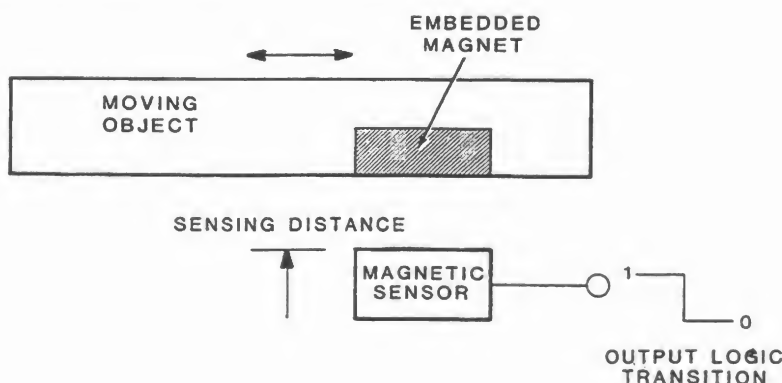 EMBEDDED
MAGNET
MOVING
OBJECT
SENSING DISTANCE
MAGNETIC
SENSOR
1
0
OUTPUT LOGIC
TRANSITION